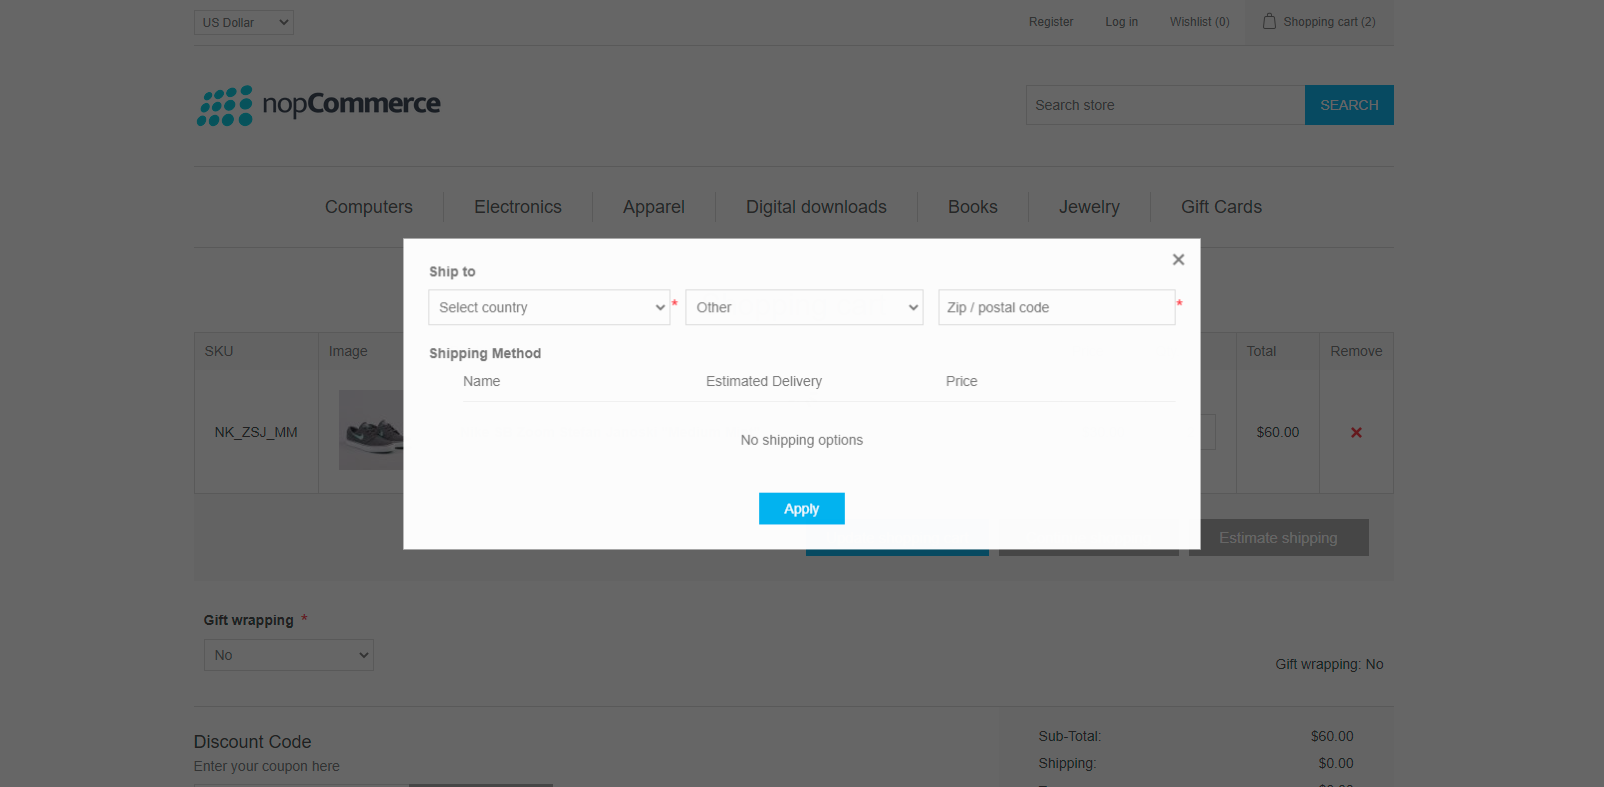 US Dollar
Register
Log in
Wishlist (0)
Shopping cart (2)
nopCommerce
Search store
SEARCH
Computers
Electronics
Apparel
Digital downloads
Books
Jewelry
Gift Cards
Ship to
Select country *
Other
Zip / postal code *
Shipping Method
Name
Estimated Delivery
Price
No shipping options
Apply
SKU
Image
Total
Remove
NK_ZSJ_MM
$60.00
Estimate shipping
Gift wrapping *
No
Gift wrapping: No
Discount Code
Enter your coupon here
Sub-Total: $60.00
Shipping: $0.00